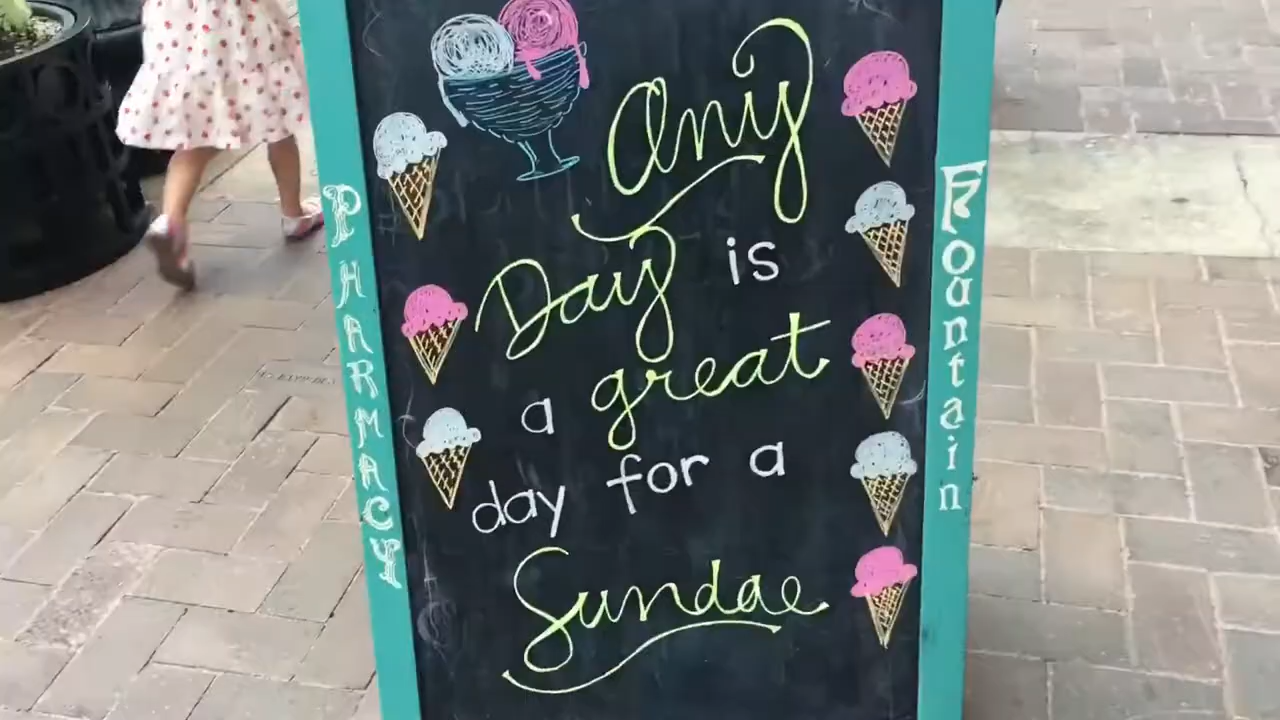 Any
Day is
a great
day for a
Sundae
PHARMACY
Fountain